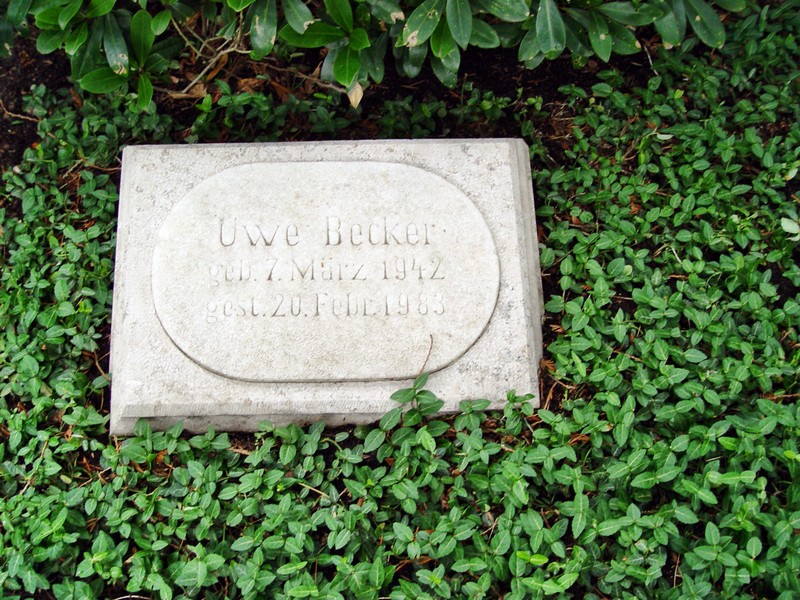 Uwe Becker
geb. 7. März 1942
gest. 20. Febr. 1983